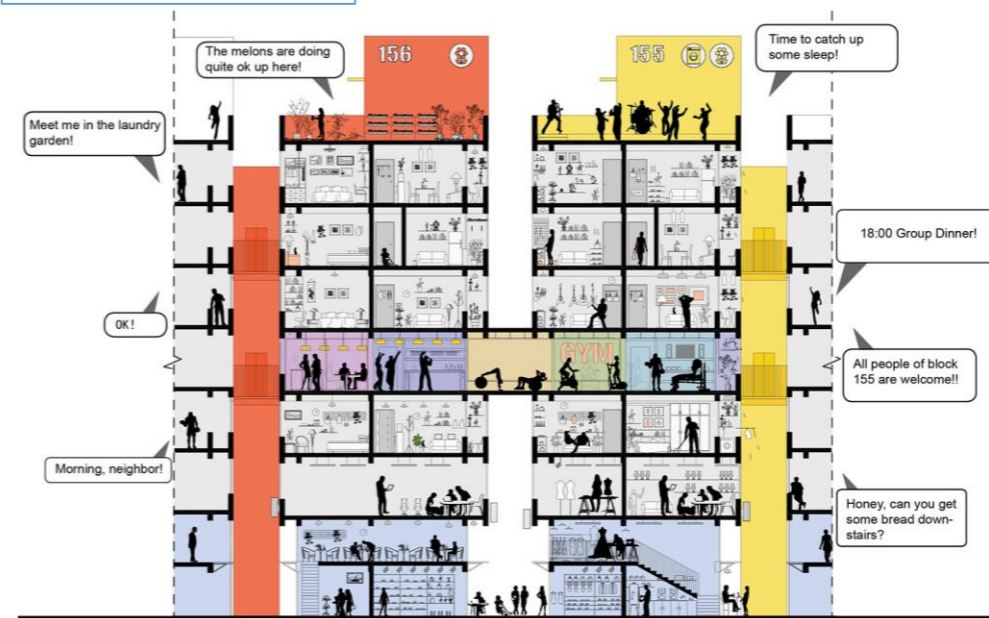 The melons are doing
quite ok up here!
156
155
Time to catch up
some sleep!
Meet me in the laundry
garden!
18:00 Group Dinner!
OK!
GYM
All people of block
155 are welcome!!
Morning, neighbor!
Honey, can you get
some bread down-
stairs?